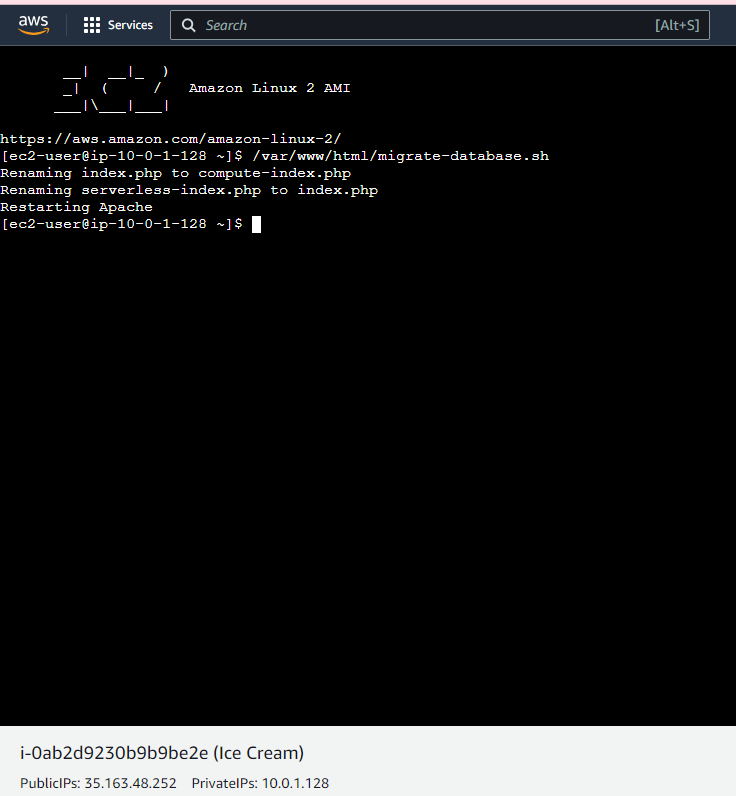 aws
Services
Search
[Alt+S]
__|  __|_  )
_|  (     /   Amazon Linux 2 AMI
___|\___|___|
https://aws.amazon.com/amazon-linux-2/
[ec2-user@ip-10-0-1-128 ~]$ /var/www/html/migrate-database.sh
Renaming index.php to compute-index.php
Renaming serverless-index.php to index.php
Restarting Apache
[ec2-user@ip-10-0-1-128 ~]$
i-0ab2d9230b9b9be2e (Ice Cream)
PublicIPs: 35.163.48.252    PrivateIPs: 10.0.1.128